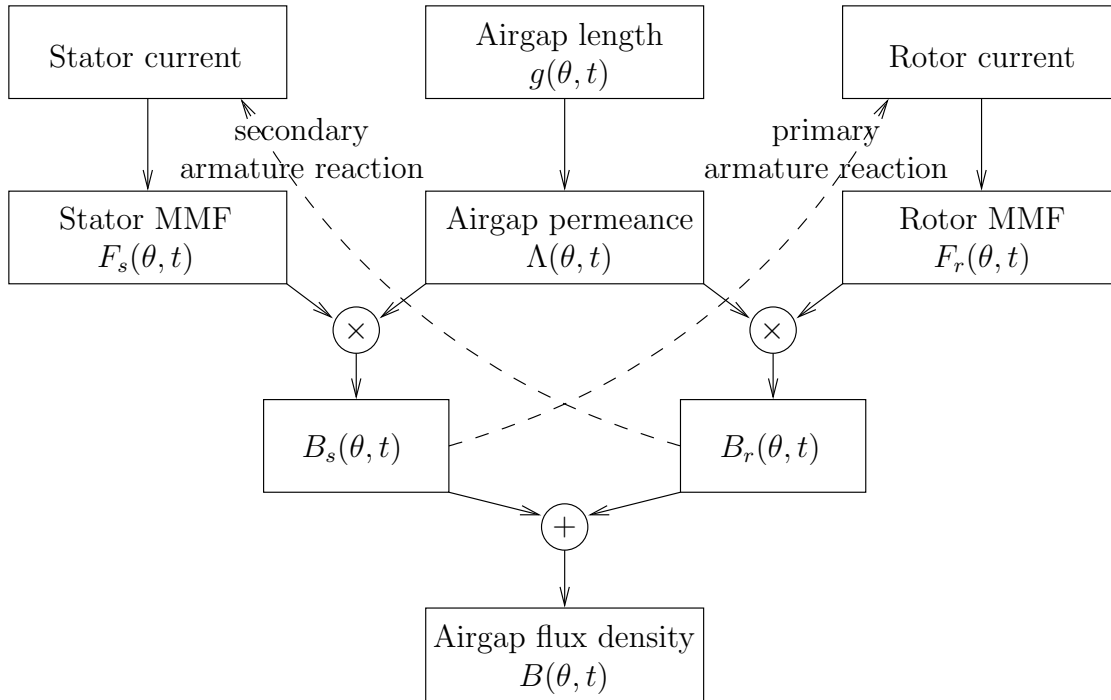 Stator current
Airgap length
g(θ, t)
Rotor current
secondary
armature reaction
primary
armature reaction
Stator MMF
F_s(θ, t)
Airgap permeance
Λ(θ, t)
Rotor MMF
F_r(θ, t)
×
×
B_s(θ, t)
B_r(θ, t)
+
Airgap flux density
B(θ, t)